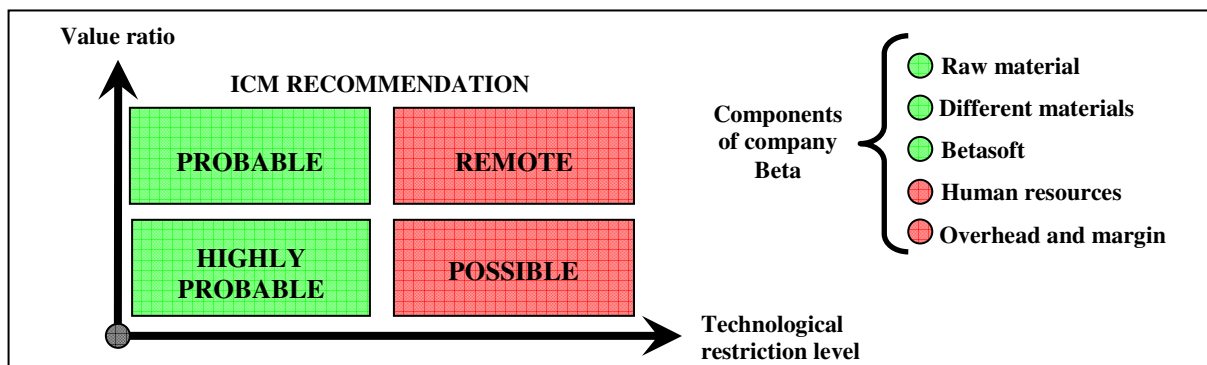 Value ratio
ICM RECOMMENDATION
PROBABLE
REMOTE
HIGHLY
PROBABLE
POSSIBLE
Technological
restriction level
Components
of company
Beta
Raw material
Different materials
Betasoft
Human resources
Overhead and margin